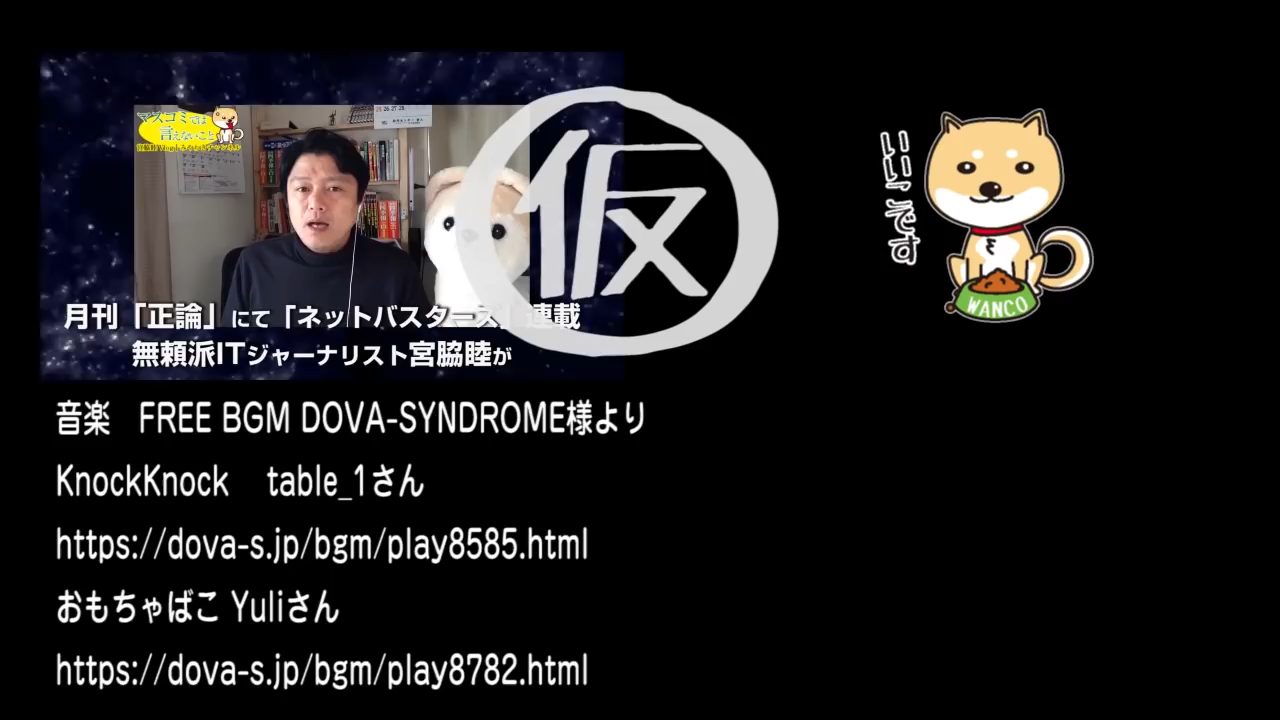 マスコミでは
言えないこと
26.27.28.
仮
いいこです
WANCO
月刊「正論」にて「ネットバスターズ」連載
無頼派ITジャーナリスト宮脇睦が
音楽　FREE BGM DOVA-SYNDROME様より
KnockKnock　table_1さん
https://dova-s.jp/bgm/play8585.html
おもちゃばこ Yuliさん
https://dova-s.jp/bgm/play8782.html